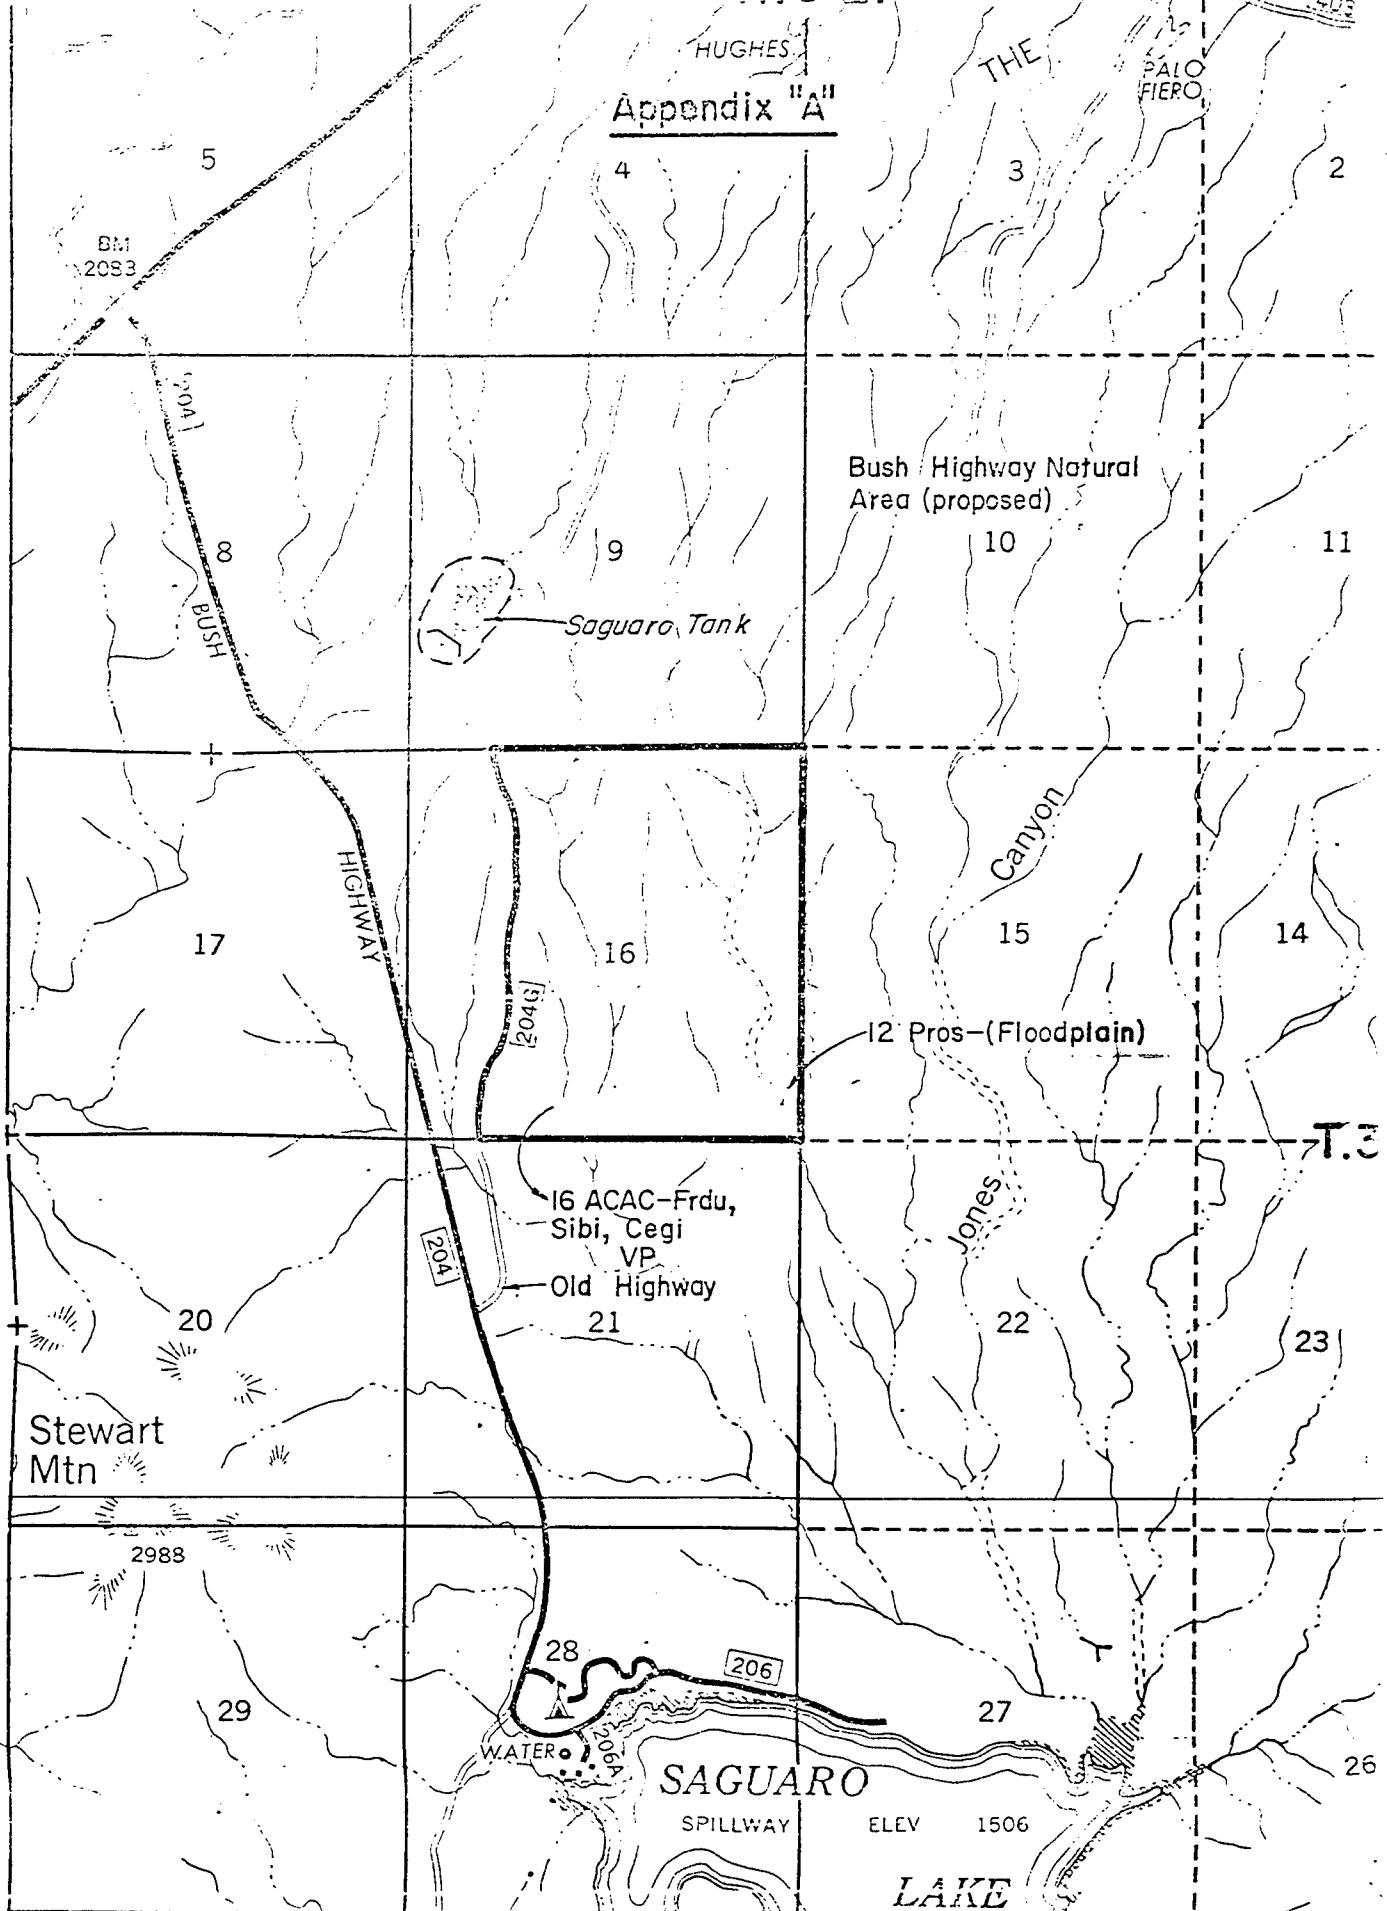 HUGHES
THE
PALO
FIERO
Appendix "A"
5
4
3
2
BM
2083
204
Bush Highway Natural
Area (proposed)
8
9
10
11
BUSH
Saguaro Tank
Canyon
HIGHWAY
17
16
15
14
204G
12 Pros-(Floodplain)
T.3
16 ACAC-Frdu,
Sibi, Cegi
VP
Old Highway
Jones
204
20
21
22
23
Stewart
Mtn
2988
28
206
29
27
WATER
206A
26
SAGUARO
SPILLWAY ELEV 1506
LAKE